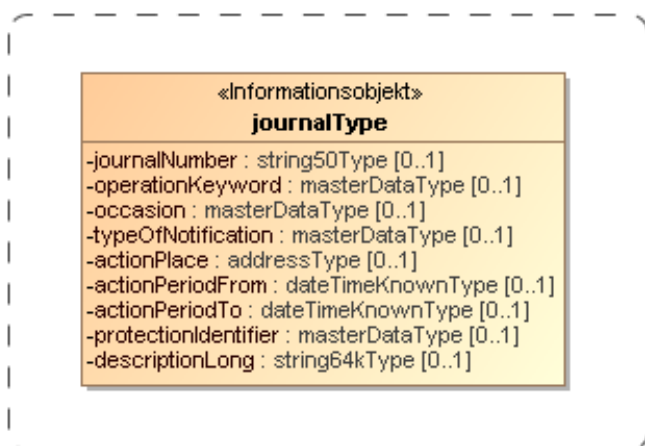 «Informationsobjekt»
journalType
-journalNumber : string50Type [0..1]
-operationKeyword : masterDataType [0..1]
-occasion : masterDataType [0..1]
-typeOfNotification : masterDataType [0..1]
-actionPlace : addressType [0..1]
-actionPeriodFrom : dateTimeKnownType [0..1]
-actionPeriodTo : dateTimeKnownType [0..1]
-protectionIdentifier : masterDataType [0..1]
-descriptionLong : string64kType [0..1]